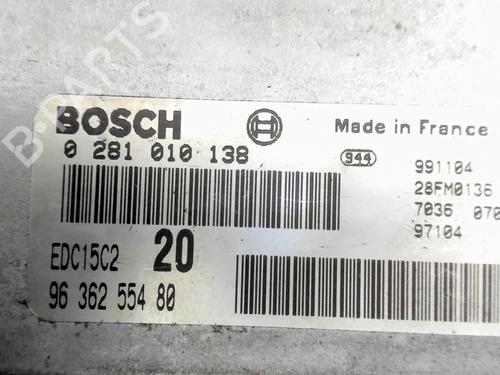 B-PARTS
BOSCH
Made in France
0 281 010 138
944
991104
28FM0136
7036 070
97104
EDC15C2 20
96 362 554 80